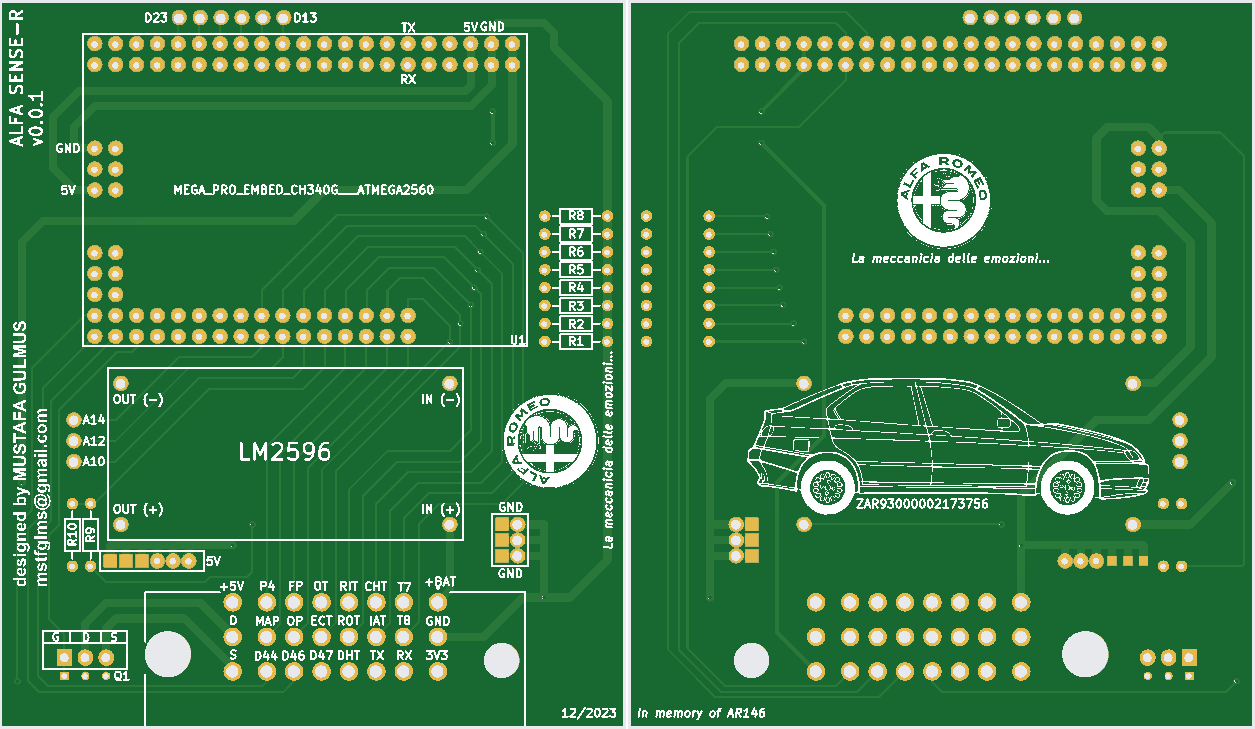 D23
D13
TX
5V GND
RX
ALFA SENSE-R
v0.0.1
GND
5V
MEGA_PRO_EMBED_CH340G___ATMEGA2560
R8
R7
R6
R5
R4
R3
R2
R1
U1
designed by MUSTAFA GULMUS
mstfglms@gmail.com
OUT (-)
IN (-)
A14
A12
A10
LM2596
OUT (+)
IN (+)
ALFA ROMEO
La meccanicia delle emozioni...
R10
R9
5V
GND
GND
+5V P4 FP OT RIT CHT T7 +BAT
D MAP OP ECT ROT IAT T8 GND
S D44 D46 D47 DHT TX RX 3V3
G D S
Q1
12/2023
ALFA ROMEO
La meccanicia delle emozioni...
ZAR93000002173756
In memory of AR146